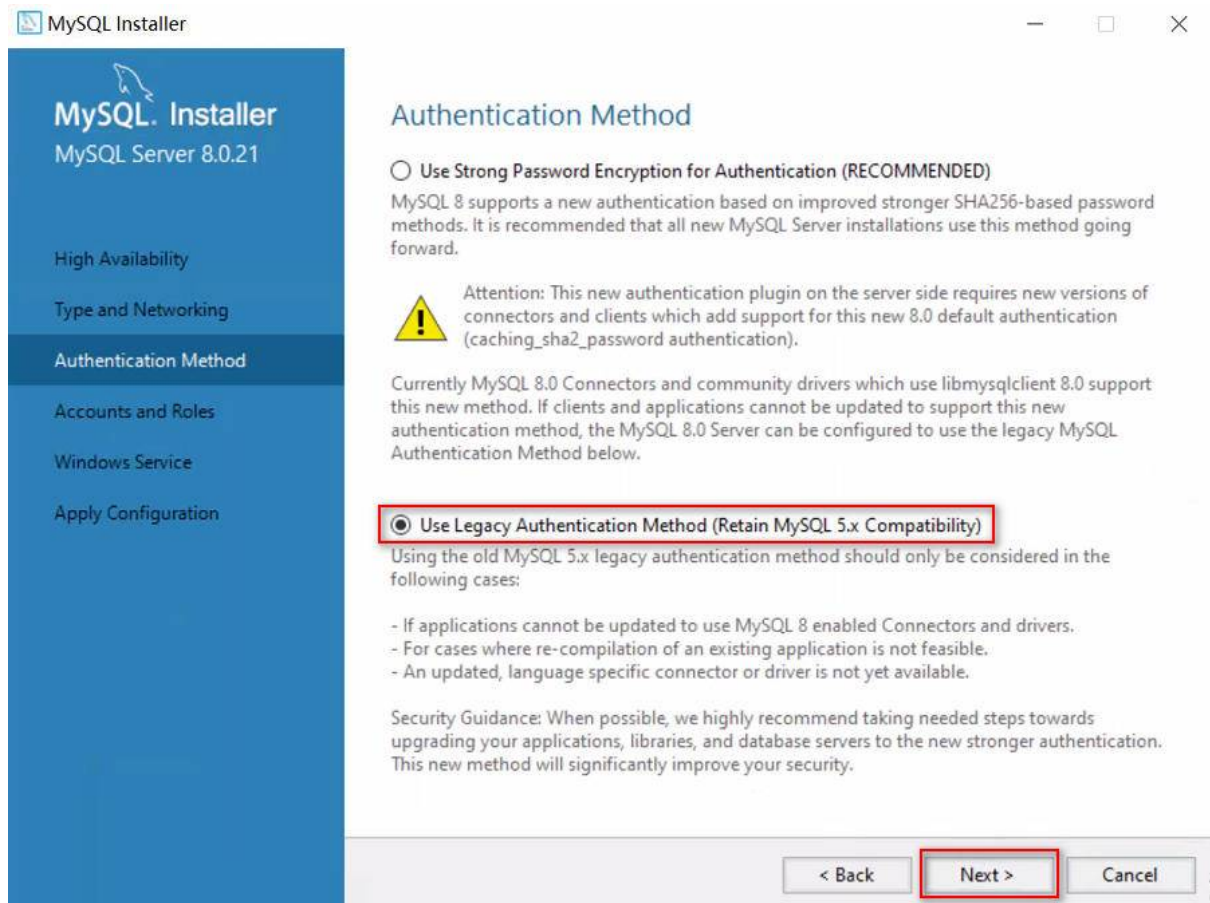 MySQL Installer
MySQL. Installer
MySQL Server 8.0.21
High Availability
Type and Networking
Authentication Method
Accounts and Roles
Windows Service
Apply Configuration
Authentication Method
Use Strong Password Encryption for Authentication (RECOMMENDED)
MySQL 8 supports a new authentication based on improved stronger SHA256-based password
methods. It is recommended that all new MySQL Server installations use this method going
forward.
Attention: This new authentication plugin on the server side requires new versions of
connectors and clients which add support for this new 8.0 default authentication
(caching_sha2_password authentication).
Currently MySQL 8.0 Connectors and community drivers which use libmysqlclient 8.0 support
this new method. If clients and applications cannot be updated to support this new
authentication method, the MySQL 8.0 Server can be configured to use the legacy MySQL
Authentication Method below.
Use Legacy Authentication Method (Retain MySQL 5.x Compatibility)
Using the old MySQL 5.x legacy authentication method should only be considered in the
following cases:
- If applications cannot be updated to use MySQL 8 enabled Connectors and drivers.
- For cases where re-compilation of an existing application is not feasible.
- An updated, language specific connector or driver is not yet available.
Security Guidance: When possible, we highly recommend taking needed steps towards
upgrading your applications, libraries, and database servers to the new stronger authentication.
This new method will significantly improve your security.
< Back
Next >
Cancel